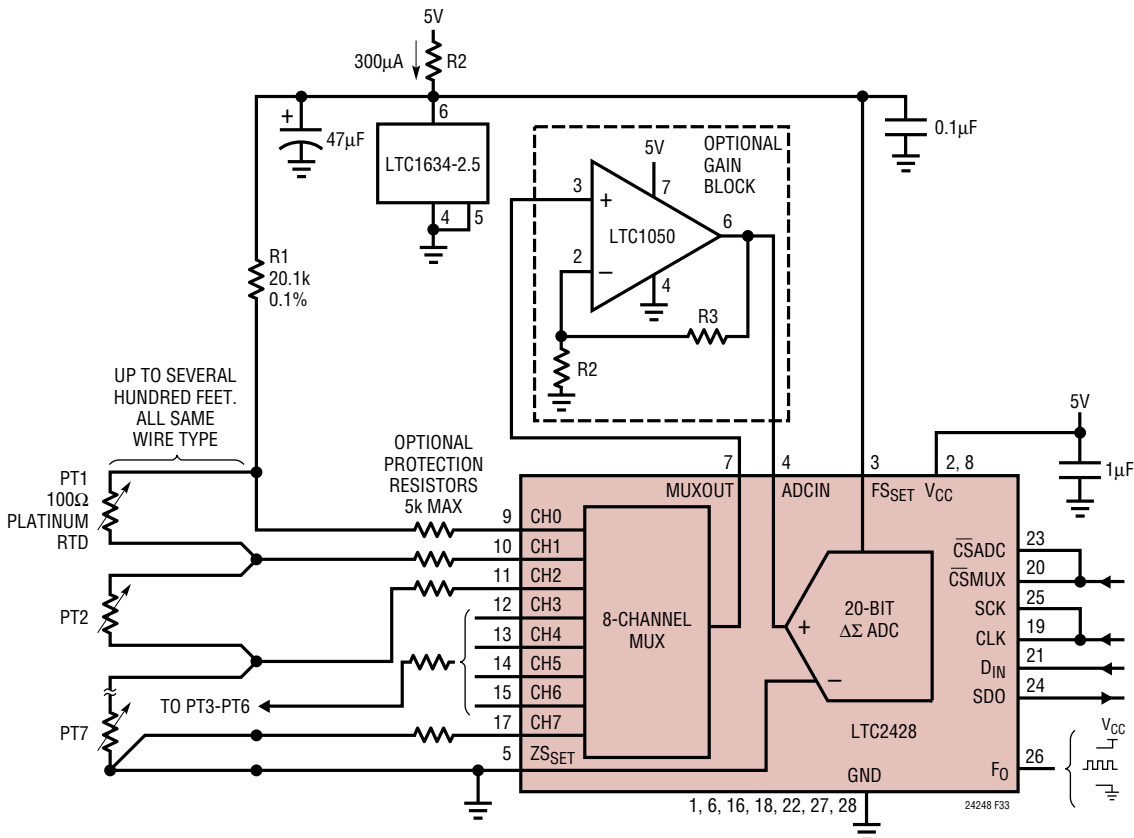 5V
300µA
R2
6
47µF
LTC1634-2.5
4
5
0.1µF
OPTIONAL
GAIN
BLOCK
5V
3
7
+
LTC1050
6
2
–
4
R3
R2
R1
20.1k
0.1%
UP TO SEVERAL
HUNDRED FEET.
ALL SAME
WIRE TYPE
OPTIONAL
PROTECTION
RESISTORS
5k MAX
5V
1µF
7
4
3
2, 8
MUXOUT
ADCIN
FSSET
VCC
PT1
100Ω
PLATINUM
RTD
PT2
PT7
TO PT3-PT6
9 CH0
10 CH1
11 CH2
12 CH3
13 CH4
14 CH5
15 CH6
17 CH7
5 ZSSET
8-CHANNEL
MUX
20-BIT
ΔΣ ADC
+
–
LTC2428
GND
CSADC 23
CSMUX 20
SCK 25
CLK 19
DIN 21
SDO 24
FO 26
VCC
1, 6, 16, 18, 22, 27, 28
24248 F33